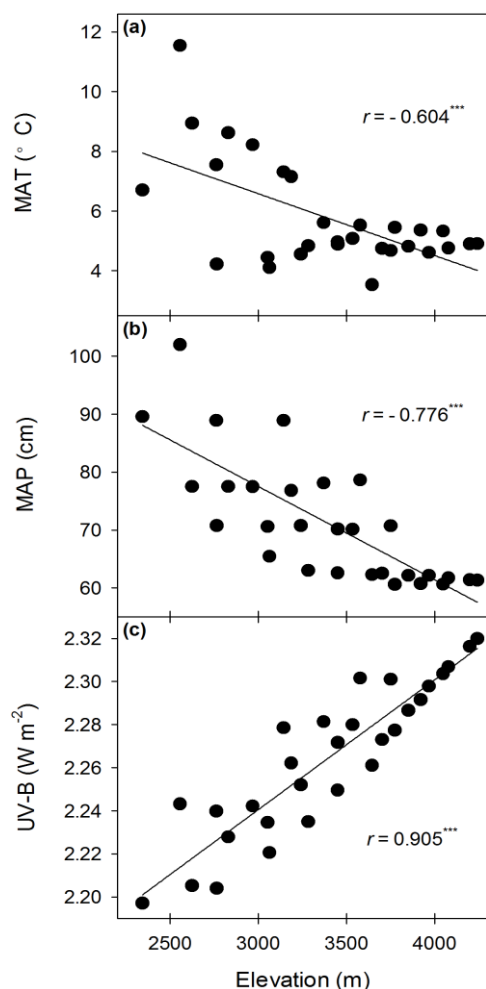 (a)
12
10
8
6
4
MAT (° C)
r = - 0.604***
(b)
100
90
80
70
60
MAP (cm)
r = - 0.776***
(c)
2.32
2.30
2.28
2.26
2.24
2.22
2.20
UV-B (W m-2)
r = 0.905***
2500 3000 3500 4000
Elevation (m)